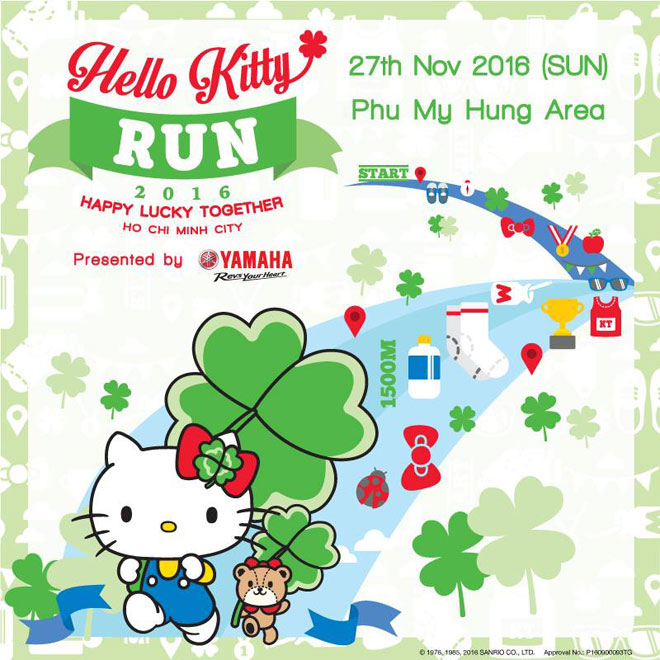 Hello Kitty
RUN
2016
HAPPY LUCKY TOGETHER
HO CHI MINH CITY
Presented by YAMAHA
Revs Your Heart
27th Nov 2016 (SUN)
Phu My Hung Area
START
W
KT
1500M
© 1976, 1985, 2016 SANRIO CO., LTD. Approval No.: P160900093TG